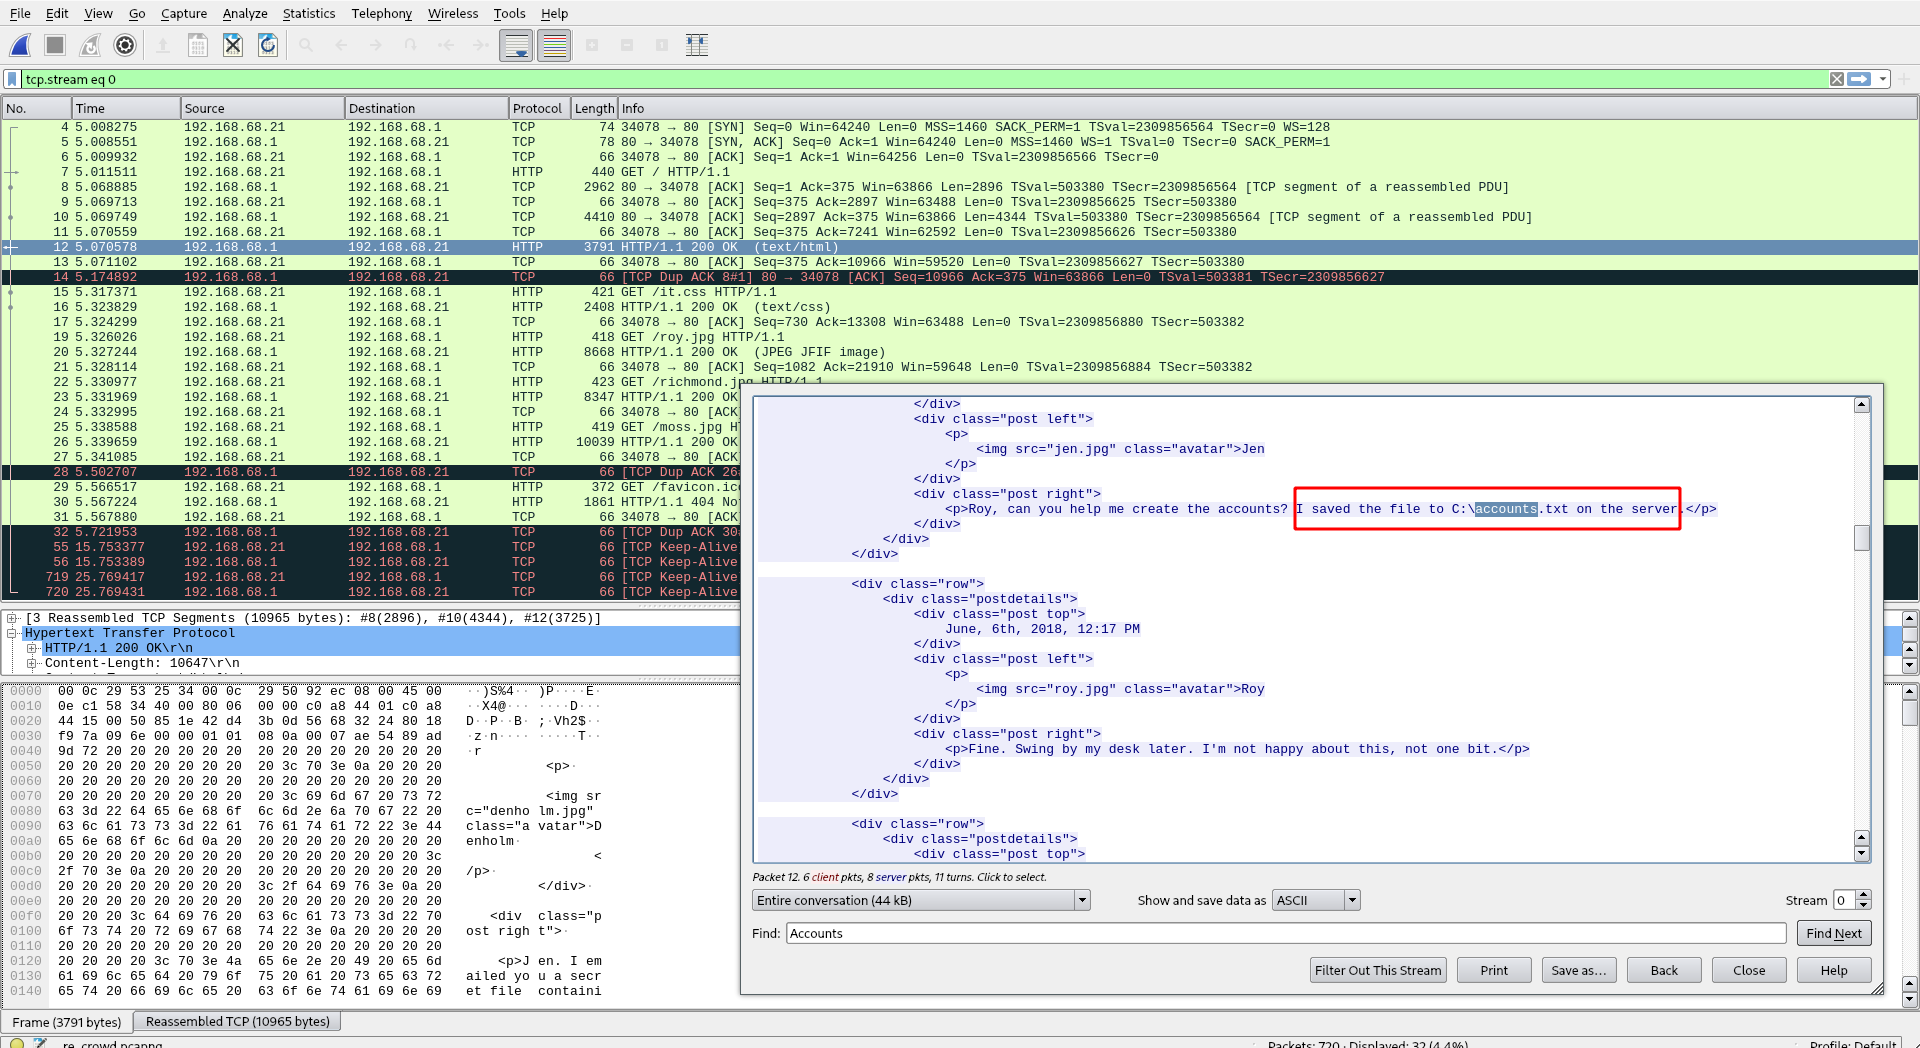 File Edit View Go Capture Analyze Statistics Telephony Wireless Tools Help
tcp.stream eq 0
No. Time Source Destination Protocol Length Info
4 5.008275 192.168.68.21 192.168.68.1 TCP 74 34078 → 80 [SYN] Seq=0 Win=64240 Len=0 MSS=1460 SACK_PERM=1 TSval=2309856564 TSecr=0 WS=128
5 5.008551 192.168.68.1 192.168.68.21 TCP 78 80 → 34078 [SYN, ACK] Seq=0 Ack=1 Win=64240 Len=0 MSS=1460 WS=1 TSval=0 TSecr=0 SACK_PERM=1
6 5.009932 192.168.68.21 192.168.68.1 TCP 66 34078 → 80 [ACK] Seq=1 Ack=1 Win=64256 Len=0 TSval=2309856566 TSecr=0
7 5.011511 192.168.68.21 192.168.68.1 HTTP 440 GET / HTTP/1.1
8 5.068885 192.168.68.1 192.168.68.21 TCP 2962 80 → 34078 [ACK] Seq=1 Ack=375 Win=63866 Len=2896 TSval=503380 TSecr=2309856564 [TCP segment of a reassembled PDU]
9 5.069713 192.168.68.21 192.168.68.1 TCP 66 34078 → 80 [ACK] Seq=375 Ack=2897 Win=63488 Len=0 TSval=2309856625 TSecr=503380
10 5.069749 192.168.68.1 192.168.68.21 TCP 4410 80 → 34078 [ACK] Seq=2897 Ack=375 Win=63866 Len=4344 TSval=503380 TSecr=2309856564 [TCP segment of a reassembled PDU]
11 5.070559 192.168.68.21 192.168.68.1 TCP 66 34078 → 80 [ACK] Seq=375 Ack=7241 Win=62592 Len=0 TSval=2309856626 TSecr=503380
12 5.070578 192.168.68.1 192.168.68.21 HTTP 3791 HTTP/1.1 200 OK (text/html)
13 5.071102 192.168.68.21 192.168.68.1 TCP 66 34078 → 80 [ACK] Seq=375 Ack=10966 Win=59520 Len=0 TSval=2309856627 TSecr=503380
14 5.174892 192.168.68.1 192.168.68.21 TCP 66 [TCP Dup ACK 8#1] 80 → 34078 [ACK] Seq=10966 Ack=375 Win=63866 Len=0 TSval=503381 TSecr=2309856627
15 5.317371 192.168.68.21 192.168.68.1 HTTP 421 GET /it.css HTTP/1.1
16 5.323829 192.168.68.1 192.168.68.21 HTTP 2408 HTTP/1.1 200 OK (text/css)
17 5.324299 192.168.68.21 192.168.68.1 TCP 66 34078 → 80 [ACK] Seq=730 Ack=13308 Win=63488 Len=0 TSval=2309856880 TSecr=503382
19 5.326026 192.168.68.21 192.168.68.1 HTTP 418 GET /roy.jpg HTTP/1.1
20 5.327244 192.168.68.1 192.168.68.21 HTTP 8668 HTTP/1.1 200 OK (JPEG JFIF image)
21 5.328114 192.168.68.21 192.168.68.1 TCP 66 34078 → 80 [ACK] Seq=1082 Ack=21910 Win=59648 Len=0 TSval=2309856884 TSecr=503382
22 5.330977 192.168.68.21 192.168.68.1 HTTP 423 GET /richmond.jpg HTTP/1.1
23 5.331969 192.168.68.1 192.168.68.21 HTTP 8347 HTTP/1.1 200 OK
24 5.332995 192.168.68.21 192.168.68.1 TCP 66 34078 → 80 [ACK
25 5.338588 192.168.68.21 192.168.68.1 HTTP 419 GET /moss.jpg H
26 5.339659 192.168.68.1 192.168.68.21 HTTP 10039 HTTP/1.1 200 OK
27 5.341085 192.168.68.21 192.168.68.1 TCP 66 34078 → 80 [ACK
28 5.502707 192.168.68.1 192.168.68.21 TCP 66 [TCP Dup ACK 26
29 5.566517 192.168.68.21 192.168.68.1 HTTP 372 GET /favicon.ic
30 5.567224 192.168.68.1 192.168.68.21 HTTP 1861 HTTP/1.1 404 No
31 5.567880 192.168.68.21 192.168.68.1 TCP 66 34078 → 80 [ACK
32 5.721953 192.168.68.1 192.168.68.21 TCP 66 [TCP Dup ACK 30
55 15.753377 192.168.68.21 192.168.68.1 TCP 66 [TCP Keep-Alive
56 15.753389 192.168.68.1 192.168.68.21 TCP 66 [TCP Keep-Alive
719 25.769417 192.168.68.21 192.168.68.1 TCP 66 [TCP Keep-Alive
720 25.769431 192.168.68.1 192.168.68.21 TCP 66 [TCP Keep-Alive
[3 Reassembled TCP Segments (10965 bytes): #8(2896), #10(4344), #12(3725)]
Hypertext Transfer Protocol
HTTP/1.1 200 OK\r\n
Content-Length: 10647\r\n
0000 00 0c 29 53 25 34 00 0c 29 50 92 ec 08 00 45 00 ··)S%4·· )P····E·
0010 0e c1 58 34 40 00 80 06 00 00 c0 a8 44 01 c0 a8 ··X4@··· ····D···
0020 44 15 00 50 85 1e 42 d4 3b 0d 56 68 32 24 80 18 D··P··B· ;·Vh2$··
0030 f9 7a 09 6e 00 00 01 01 08 0a 00 07 ae 54 89 ad ·z·n···· ·····T··
0040 9d 72 20 20 20 20 20 20 20 20 20 20 20 20 20 20 ·r
0050 20 20 20 20 20 20 20 20 20 3c 70 3e 0a 20 20 20 <p>·
0060 20 20 20 20 20 20 20 20 20 20 20 20 20 20 20 20
0070 20 20 20 20 20 20 20 20 20 3c 69 6d 67 20 73 72 <img sr
0080 63 3d 22 64 65 6e 68 6f 6c 6d 2e 6a 70 67 22 20 c="denho lm.jpg"
0090 63 6c 61 73 73 3d 22 61 76 61 74 61 72 22 3e 44 class="a vatar">D
00a0 65 6e 68 6f 6c 6d 0a 20 20 20 20 20 20 20 20 20 enholm·
00b0 20 20 20 20 20 20 20 20 20 20 20 20 20 20 20 3c <
00c0 2f 70 3e 0a 20 20 20 20 20 20 20 20 20 20 20 20 /p>·
00d0 20 20 20 20 20 20 20 20 3c 2f 64 69 76 3e 0a 20 </div>·
00e0 20 20 20 20 20 20 20 20 20 20 20 20 20 20 20 20
00f0 20 20 20 3c 64 69 76 20 63 6c 61 73 73 3d 22 70 <div class="p
0100 6f 73 74 20 72 69 67 68 74 22 3e 0a 20 20 20 20 ost righ t">·
0110 20 20 20 20 20 20 20 20 20 20 20 20 20 20 20 20
0120 20 20 20 20 3c 70 3e 4a 65 6e 2e 20 49 20 65 6d <p>J en. I em
0130 61 69 6c 65 64 20 79 6f 75 20 61 20 73 65 63 72 ailed yo u a secr
0140 65 74 20 66 69 6c 65 20 63 6f 6e 74 61 69 6e 69 et file containi
Frame (3791 bytes) Reassembled TCP (10965 bytes)
re_crowd.pcapng Packets: 720 · Displayed: 32 (4.4%) Profile: Default
</div>
<div class="post left">
<p>
<img src="jen.jpg" class="avatar">Jen
</p>
</div>
<div class="post right">
<p>Roy, can you help me create the accounts? I saved the file to C:\accounts.txt on the server.</p>
</div>
</div>
</div>
<div class="row">
<div class="postdetails">
<div class="post top">
June, 6th, 2018, 12:17 PM
</div>
<div class="post left">
<p>
<img src="roy.jpg" class="avatar">Roy
</p>
</div>
<div class="post right">
<p>Fine. Swing by my desk later. I'm not happy about this, not one bit.</p>
</div>
</div>
</div>
<div class="row">
<div class="postdetails">
<div class="post top">
Packet 12. 6 client pkts, 8 server pkts, 11 turns. Click to select.
Entire conversation (44 kB) Show and save data as ASCII Stream 0
Find: Accounts Find Next
Filter Out This Stream Print Save as… Back Close Help